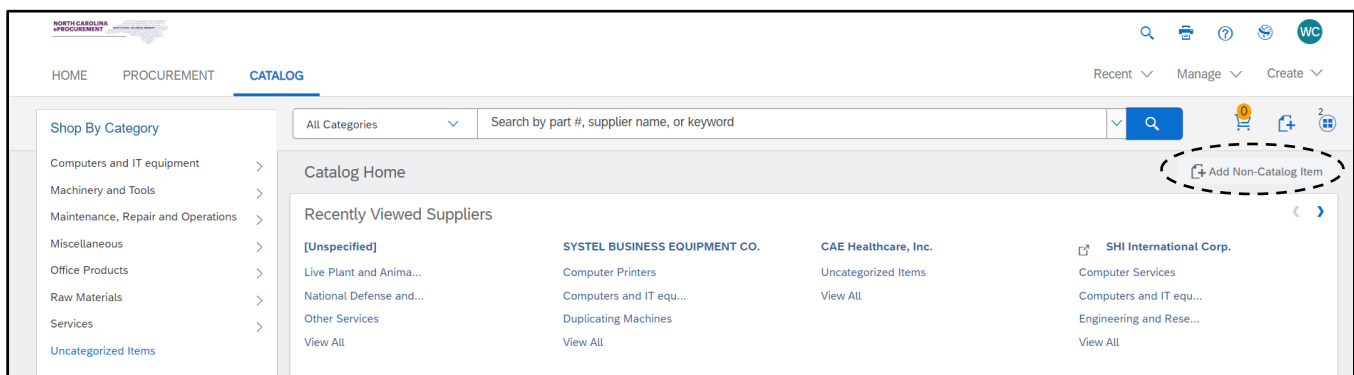 NORTH CAROLINA
ePROCUREMENT
WC
HOME PROCUREMENT CATALOG Recent Manage Create
Shop By Category
All Categories Search by part #, supplier name, or keyword 0 2
Computers and IT equipment
Machinery and Tools
Maintenance, Repair and Operations
Miscellaneous
Office Products
Raw Materials
Services
Uncategorized Items
Catalog Home Add Non-Catalog Item
Recently Viewed Suppliers
[Unspecified]
Live Plant and Anima...
National Defense and...
Other Services
View All
SYSTEL BUSINESS EQUIPMENT CO.
Computer Printers
Computers and IT equ...
Duplicating Machines
View All
CAE Healthcare, Inc.
Uncategorized Items
View All
SHI International Corp.
Computer Services
Computers and IT equ...
Engineering and Rese...
View All